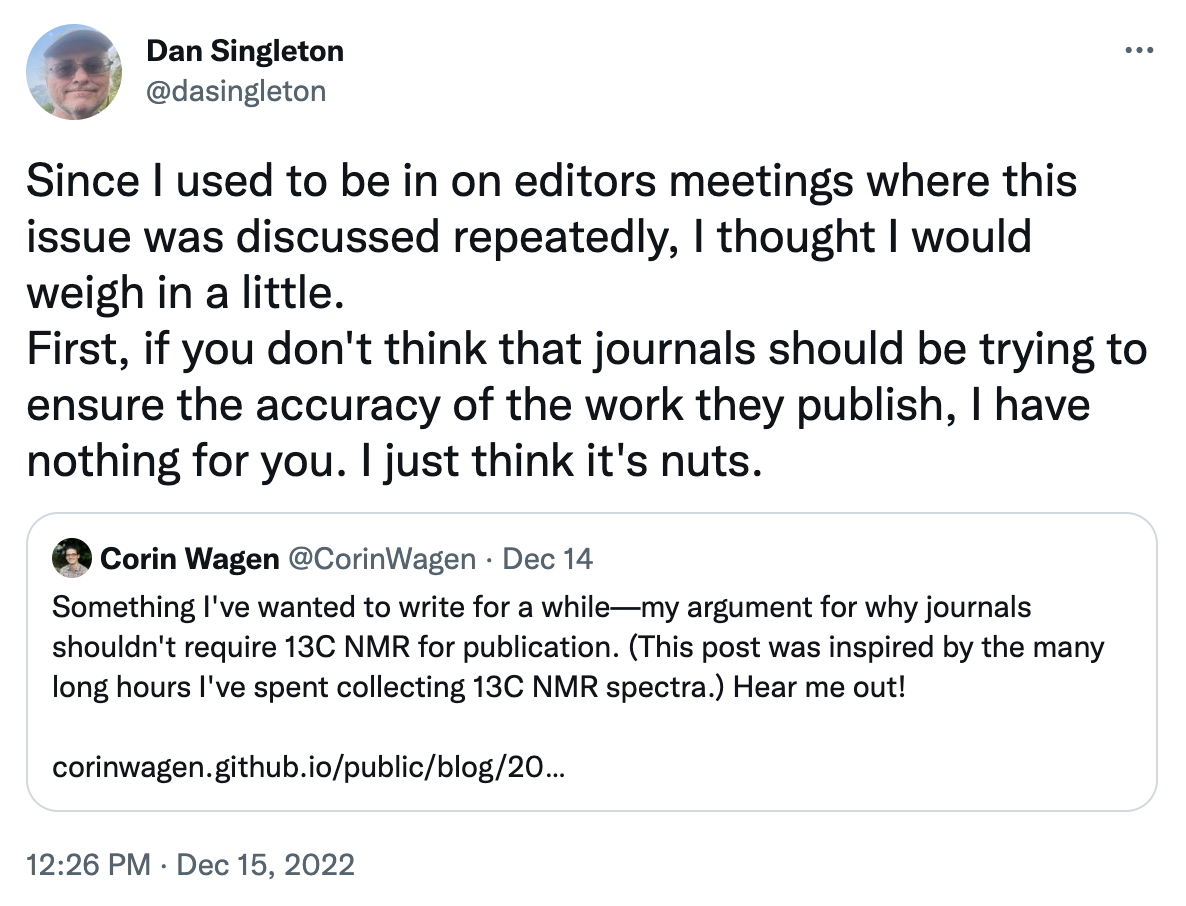 Dan Singleton
@dasingleton
Since I used to be in on editors meetings where this
issue was discussed repeatedly, I thought I would
weigh in a little.
First, if you don't think that journals should be trying to
ensure the accuracy of the work they publish, I have
nothing for you. I just think it's nuts.
Corin Wagen @CorinWagen · Dec 14
Something I've wanted to write for a while—my argument for why journals
shouldn't require 13C NMR for publication. (This post was inspired by the many
long hours I've spent collecting 13C NMR spectra.) Hear me out!
corinwagen.github.io/public/blog/20…
12:26 PM · Dec 15, 2022